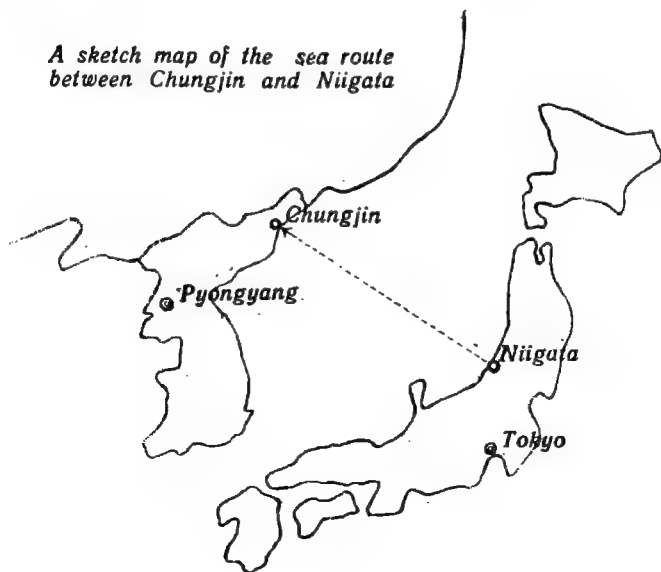 A sketch map of the sea route
between Chungjin and Niigata
Chungjin
Pyongyang
Niigata
Tokyo